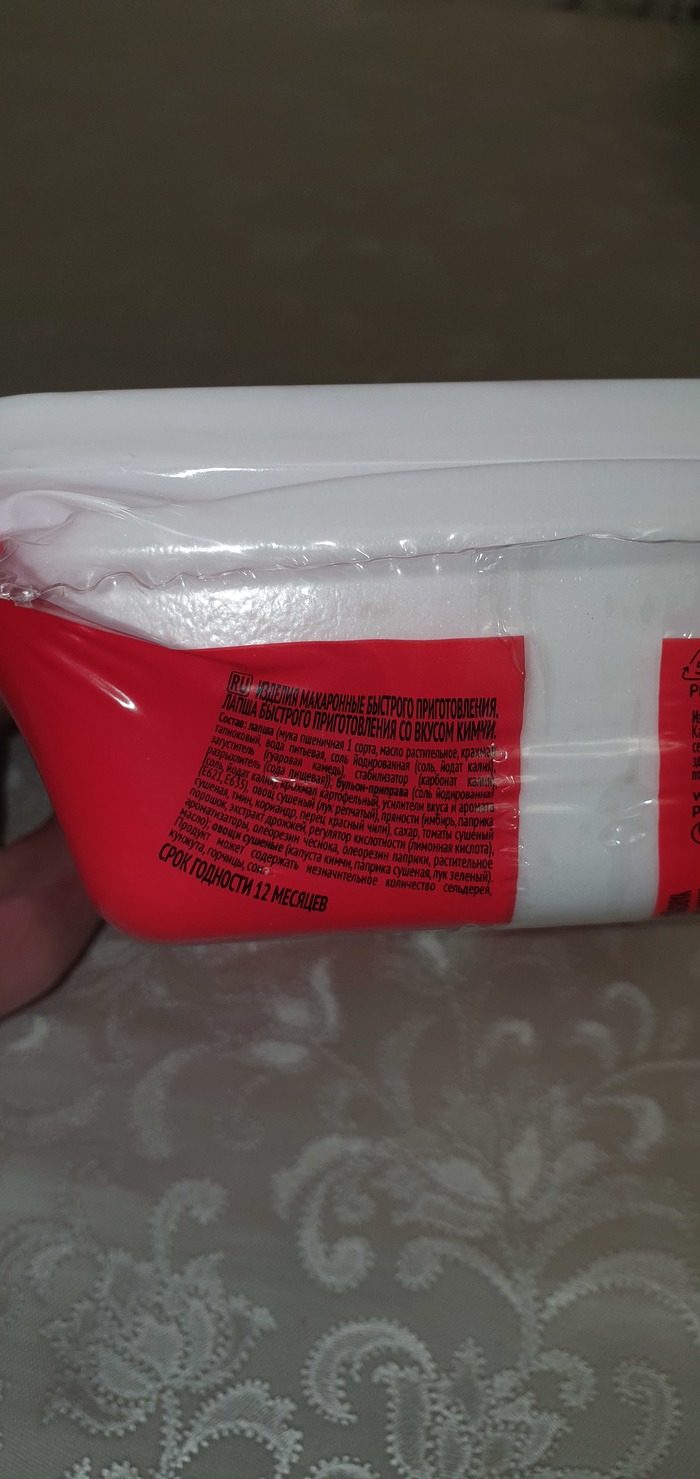 RU ИЗДЕЛИЯ МАКАРОННЫЕ БЫСТРОГО ПРИГОТОВЛЕНИЯ.
ЛАПША БЫСТРОГО ПРИГОТОВЛЕНИЯ СО ВКУСОМ КИМЧИ.
Состав: лапша (мука пшеничная 1 сорта, масло растительное, крахмал
тапиоковый, вода питьевая, соль йодированная (соль, йодат калия),
загуститель (гуаровая камедь), стабилизатор (карбонат калия),
разрыхлитель (сода пищевая)); бульон-приправа (соль йодированная
(соль, йодат калия), крахмал картофельный, усилители вкуса и аромата
(Е621, Е635), овощ сушеный (лук репчатый), пряности (имбирь, паприка
сушеная, тмин, кориандр, перец красный чили), сахар, томаты сушеный
порошок, экстракт дрожжей, регулятор кислотности (лимонная кислота),
ароматизаторы, олеорезин чеснока, олеорезин паприки, растительное
масло); овощи сушеные (капуста кимчи, паприка сушеная, лук зеленый).
Продукт может содержать незначительное количество сельдерея,
кунжута, горчицы, сои.
СРОК ГОДНОСТИ 12 МЕСЯЦЕВ